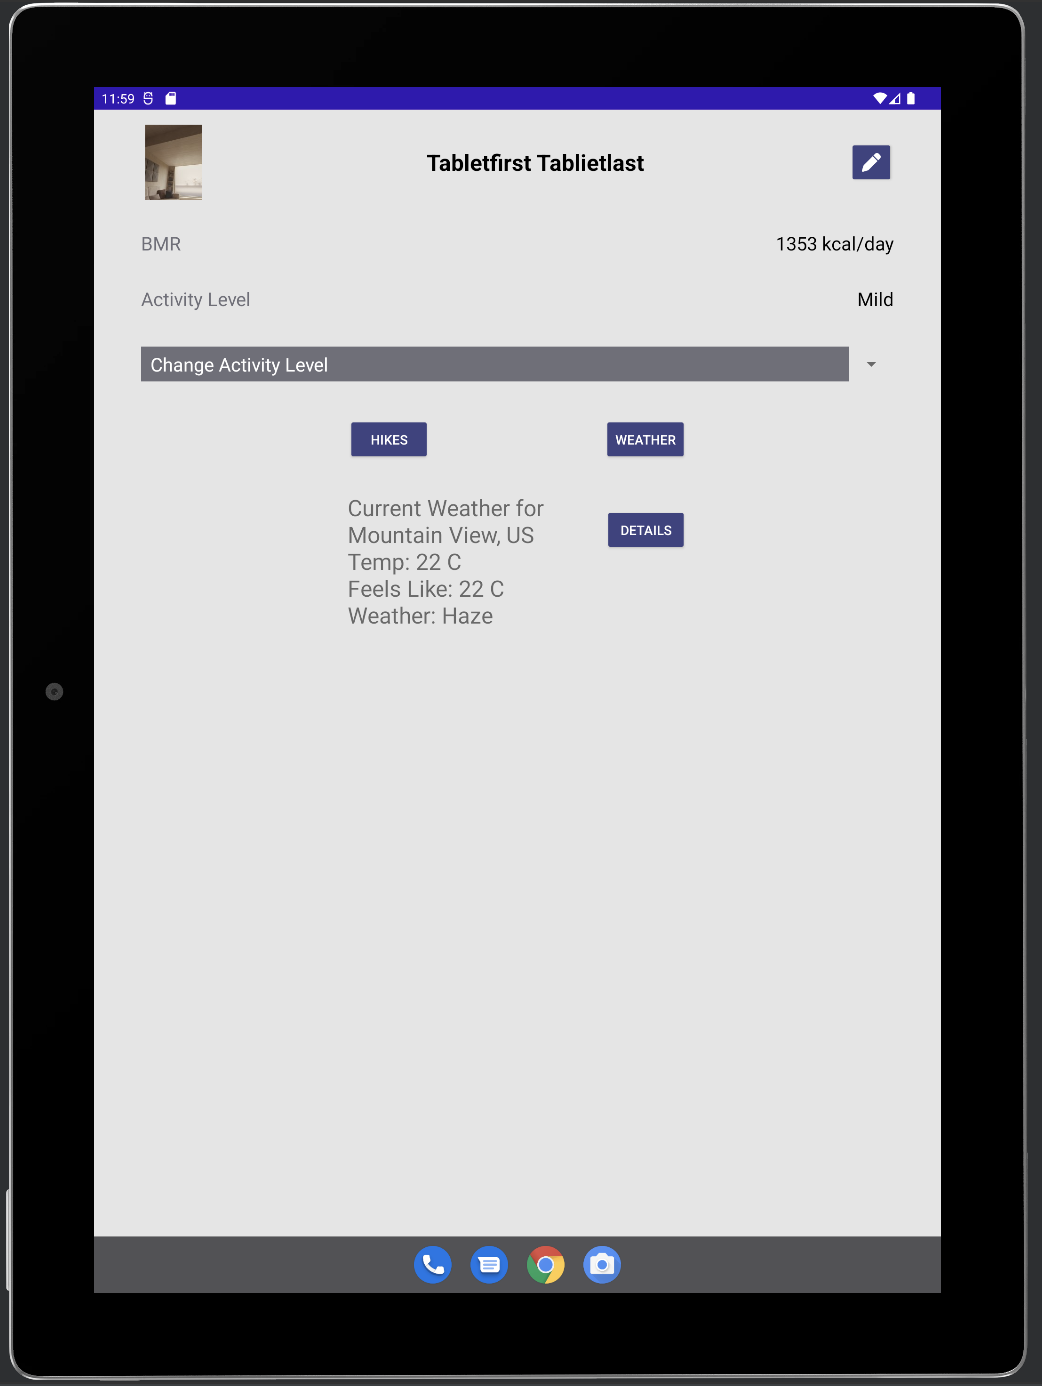 11:59
Tabletfirst Tablietlast
BMR
1353 kcal/day
Activity Level
Mild
Change Activity Level
HIKES
WEATHER
Current Weather for
Mountain View, US
Temp: 22 C
Feels Like: 22 C
Weather: Haze
DETAILS